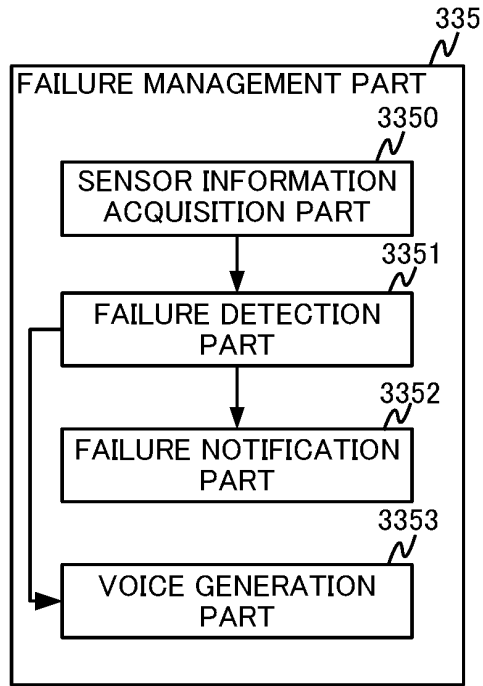 335
FAILURE MANAGEMENT PART
3350
SENSOR INFORMATION
ACQUISITION PART
3351
FAILURE DETECTION
PART
3352
FAILURE NOTIFICATION
PART
3353
VOICE GENERATION
PART